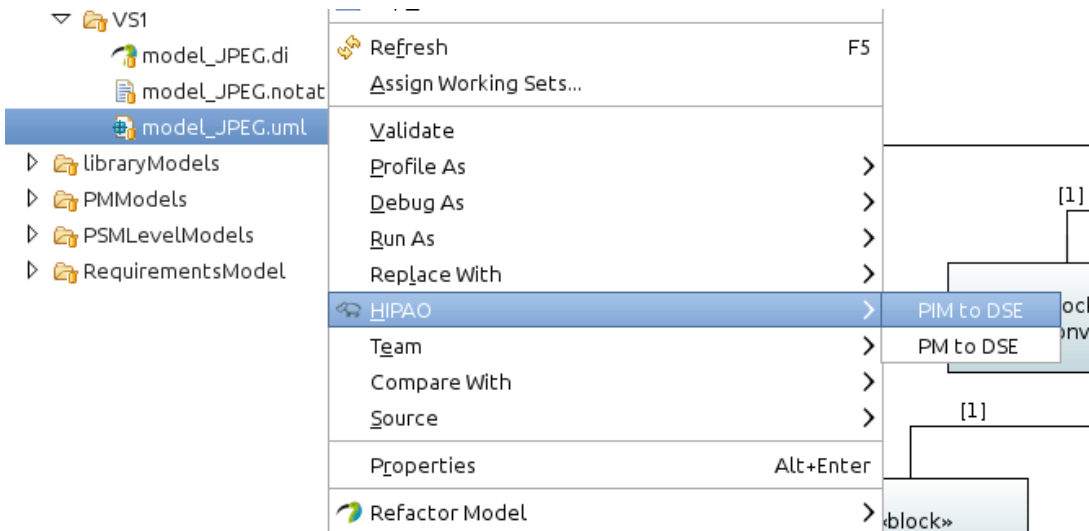 VS1
model_JPEG.di
model_JPEG.notat
model_JPEG.uml
libraryModels
PMModels
PSMLevelModels
RequirementsModel
Refresh F5
Assign Working Sets...
Validate
Profile As
Debug As
Run As
Replace With
HIPAO
Team
Compare With
Source
Properties Alt+Enter
Refactor Model
PIM to DSE
PM to DSE
[1]
[1]
«block»